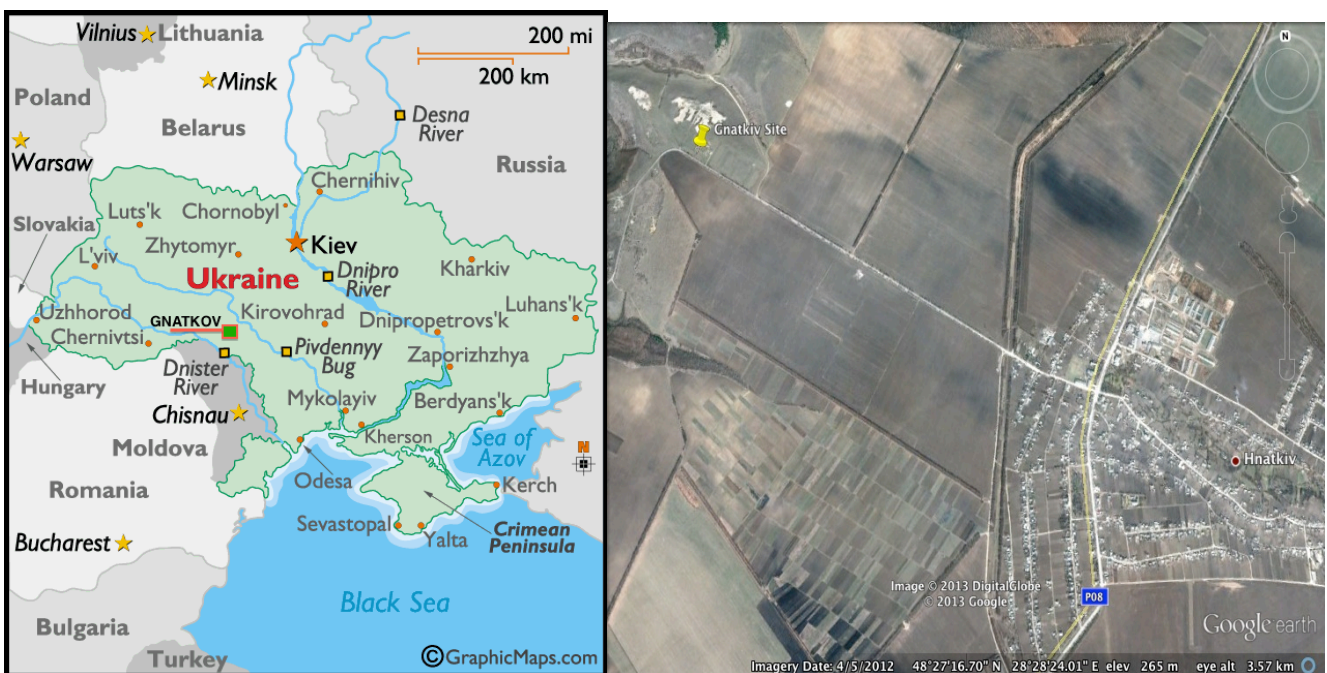 Vilnius
Lithuania
200 mi
200 km
Minsk
Poland
Desna
River
Belarus
Warsaw
Russia
Chernihiv
Slovakia
Luts'k
Chornobyl
Zhytomyr
Kiev
L'viv
Ukraine
Dnipro
River
Kharkiv
Luhans'k
Uzhhorod
GNATKOV
Kirovohrad
Dnipropetrovs'k
Chernivtsi
Pivdennyy
Bug
Zaporizhzhya
Hungary
Dnister
River
Chisnau
Mykolayiv
Berdyans'k
Moldova
Kherson
Sea of
Azov
N
Romania
Odesa
Kerch
Sevastopal
Yalta
Crimean
Peninsula
Bucharest
Black Sea
Bulgaria
Turkey
©GraphicMaps.com
N
Gnatkiv Site
Hnatkiv
Image © 2013 DigitalGlobe
© 2013 Google
P08
Google earth
Imagery Date: 4/5/2012 48°27'16.70" N 28°28'24.01" E elev 265 m eye alt 3.57 km